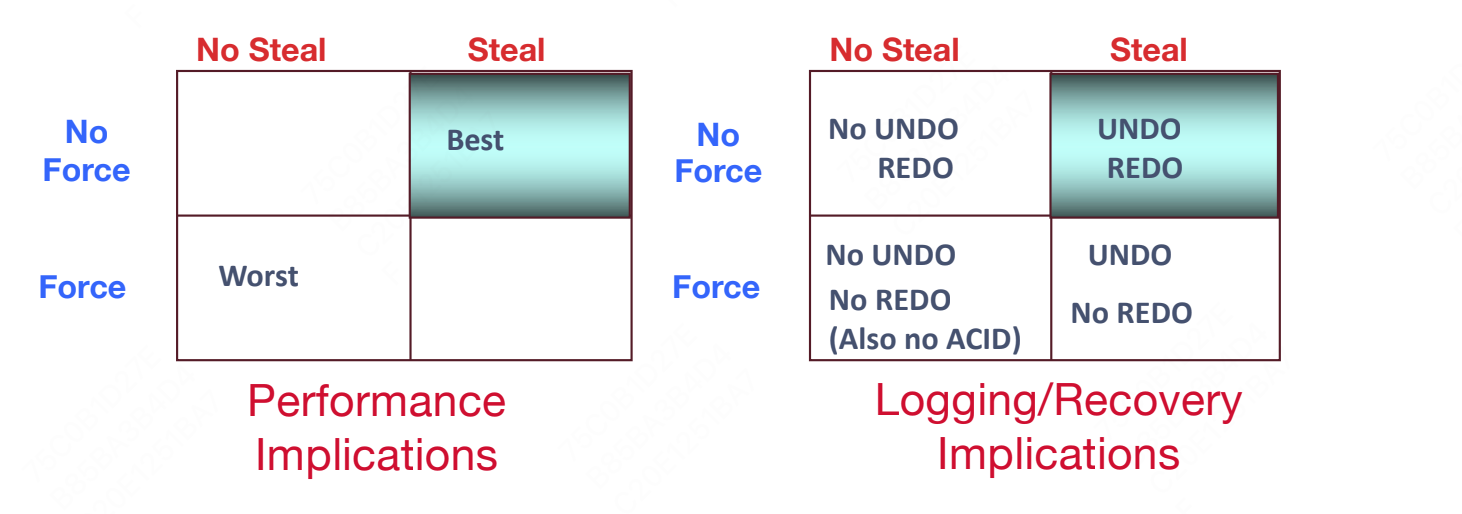 No Steal
Steal
No
Force
Best
Force
Worst
Performance
Implications
No Steal
Steal
No
Force
No UNDO
REDO
UNDO
REDO
Force
No UNDO
No REDO
(Also no ACID)
UNDO
No REDO
Logging/Recovery
Implications